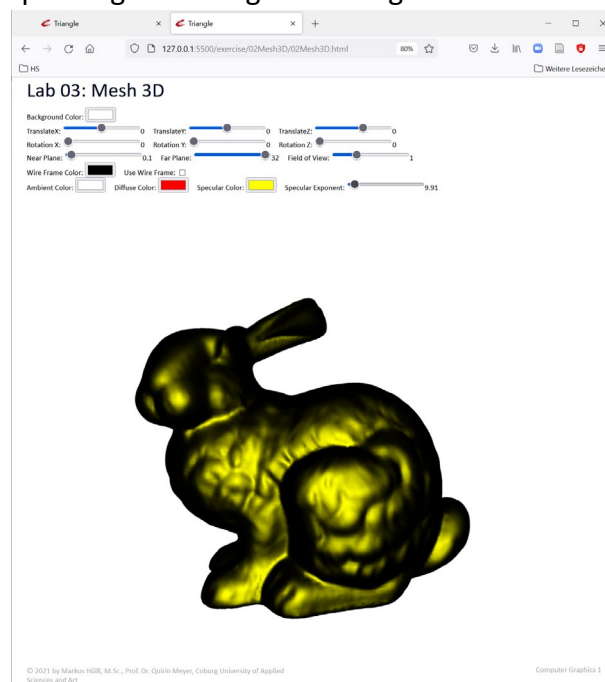 Triangle
Triangle
127.0.0.1:5500/exercise/02Mesh3D/02Mesh3D.html 80%
HS Weitere Lesezeiche
Lab 03: Mesh 3D
Background Color:
TranslateX: 0 TranslateY: 0 TranslateZ: 0
Rotation X: 0 Rotation Y: 0 Rotation Z: 0
Near Plane: 0.1 Far Plane: 32 Field of View: 1
Wire Frame Color: Use Wire Frame:
Ambient Color: Diffuse Color: Specular Color: Specular Exponent: 9.91
© 2021 by Markus Hülß, M.Sc., Prof. Dr. Quirin Meyer, Coburg University of Applied Computer Graphics 1
Sciences and Art